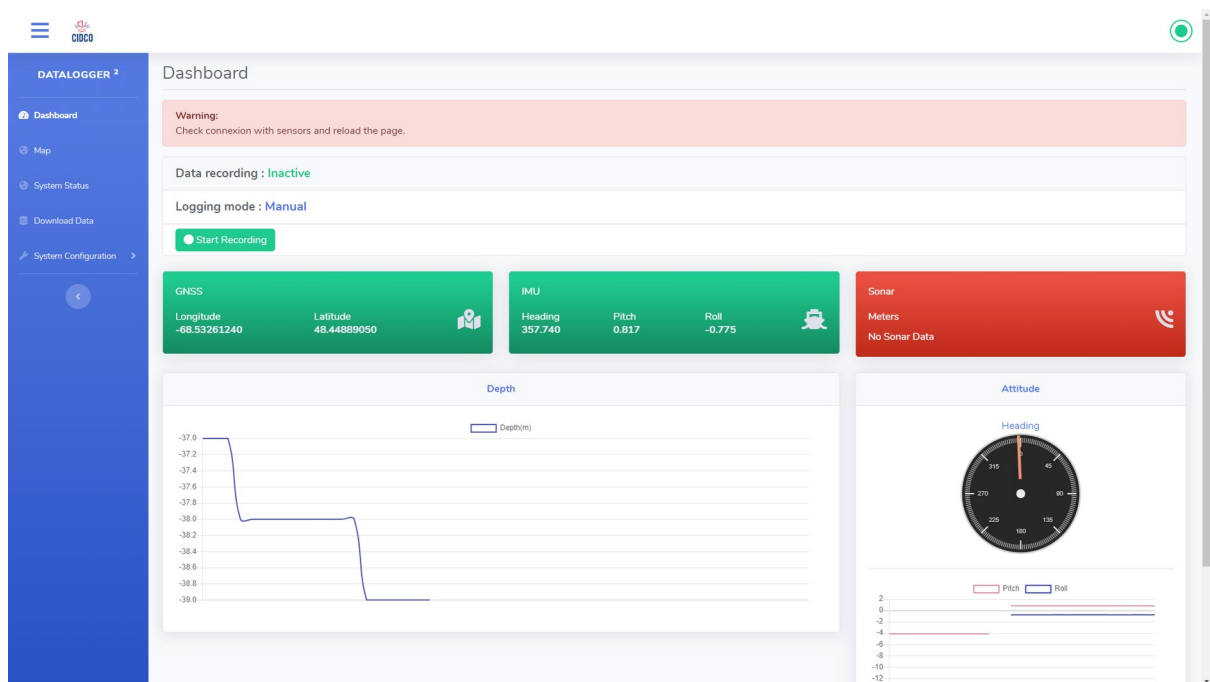 CIDCO
DATALOGGER 2
Dashboard
Map
System Status
Download Data
System Configuration
Dashboard
Warning:
Check connexion with sensors and reload the page.
Data recording : Inactive
Logging mode : Manual
Start Recording
GNSS
Longitude Latitude
-68.53261240 48.44889050
IMU
Heading Pitch Roll
357.740 0.817 -0.775
Sonar
Meters
No Sonar Data
Depth
Depth(m)
-37.0
-37.2
-37.4
-37.6
-37.8
-38.0
-38.2
-38.4
-38.6
-38.8
-39.0
Attitude
Heading
0
315 45
270 90
225 135
180
Pitch Roll
2
0
-2
-4
-6
-8
-10
-12